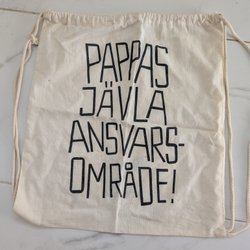 PAPPAS
JÄVLA
ANSVARS-
OMRÅDE!